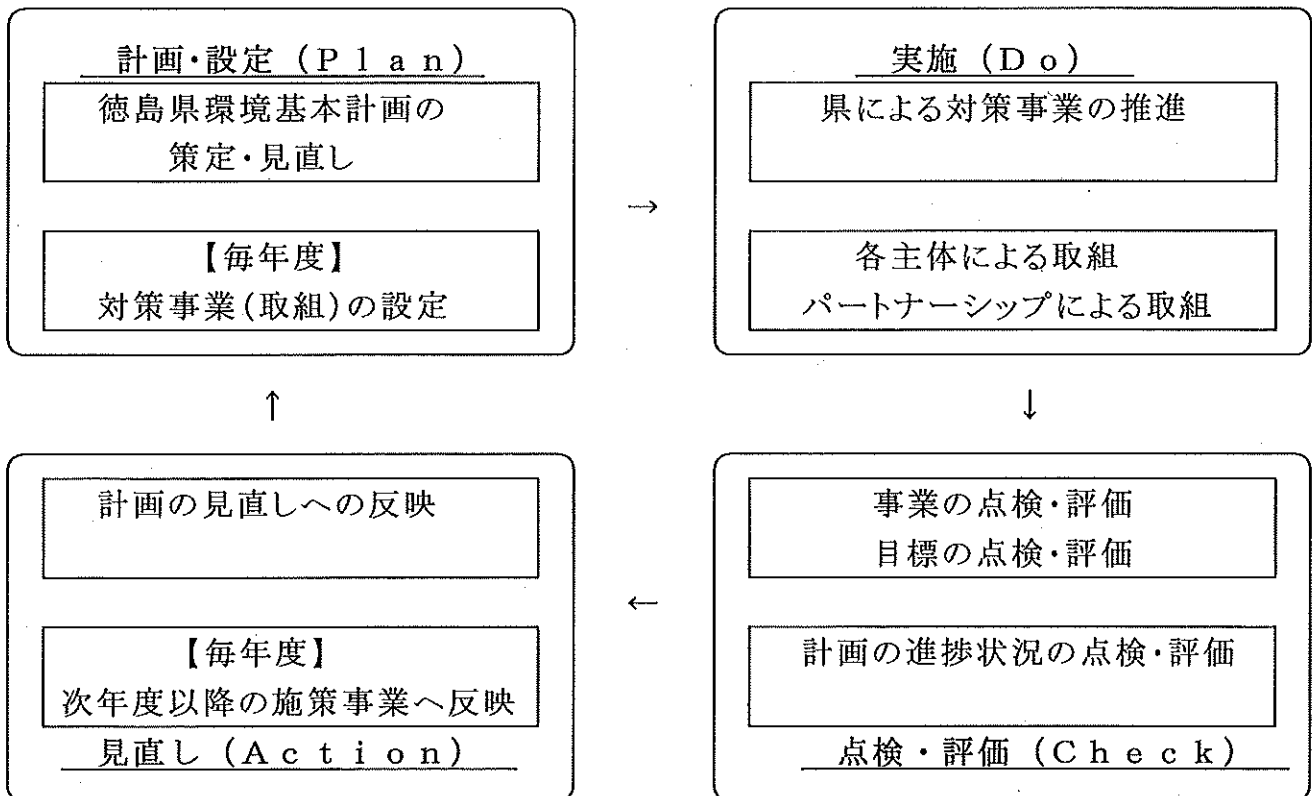 計画・設定 (Plan)
徳島県環境基本計画の
策定・見直し
【毎年度】
対策事業(取組)の設定
→
実施 (Do)
県による対策事業の推進
各主体による取組
パートナーシップによる取組
↑
↓
計画の見直しへの反映
【毎年度】
次年度以降の施策事業へ反映
見直し (Action)
←
事業の点検・評価
目標の点検・評価
計画の進捗状況の点検・評価
点検・評価 (Check)